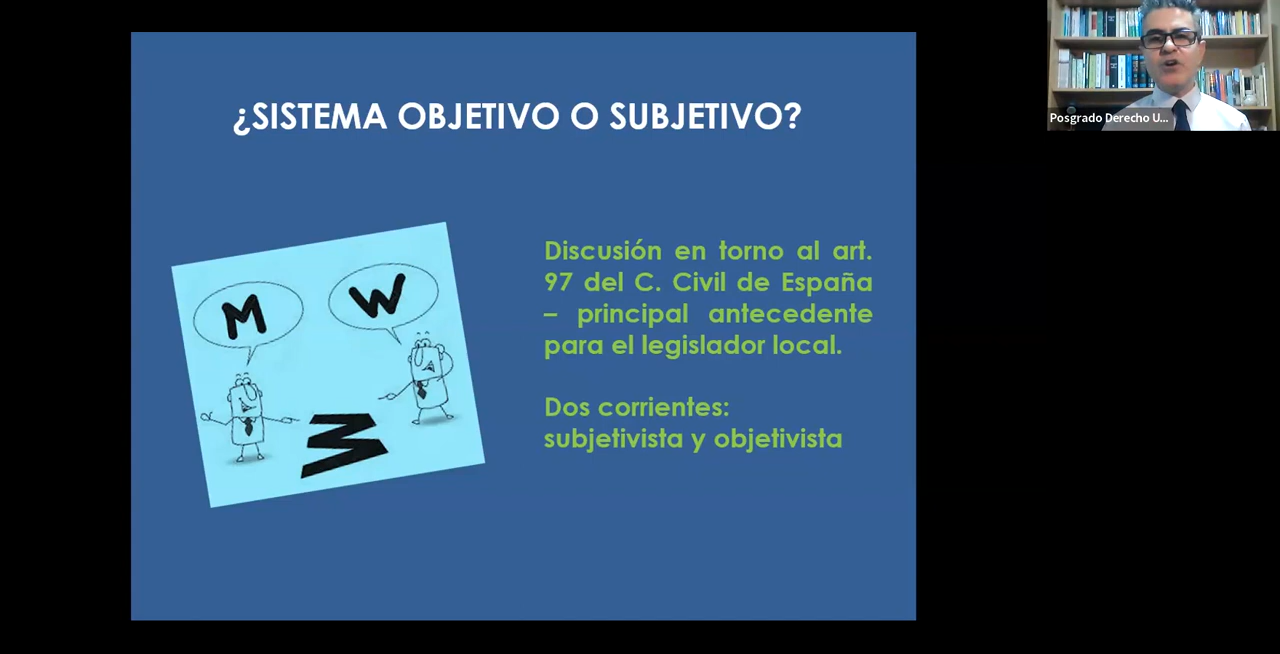 ¿SISTEMA OBJETIVO O SUBJETIVO?
M
W
Discusión en torno al art.
97 del C. Civil de España
– principal antecedente
para el legislador local.
Dos corrientes:
subjetivista y objetivista
Posgrado Derecho U...